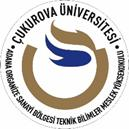 ÇUKUROVA ÜNİVERSİTESİ
ADANA ORGANİZE SANAYİ BÖLGESİ TEKNİK BİLİMLER MESLEK YÜKSEKOKULU